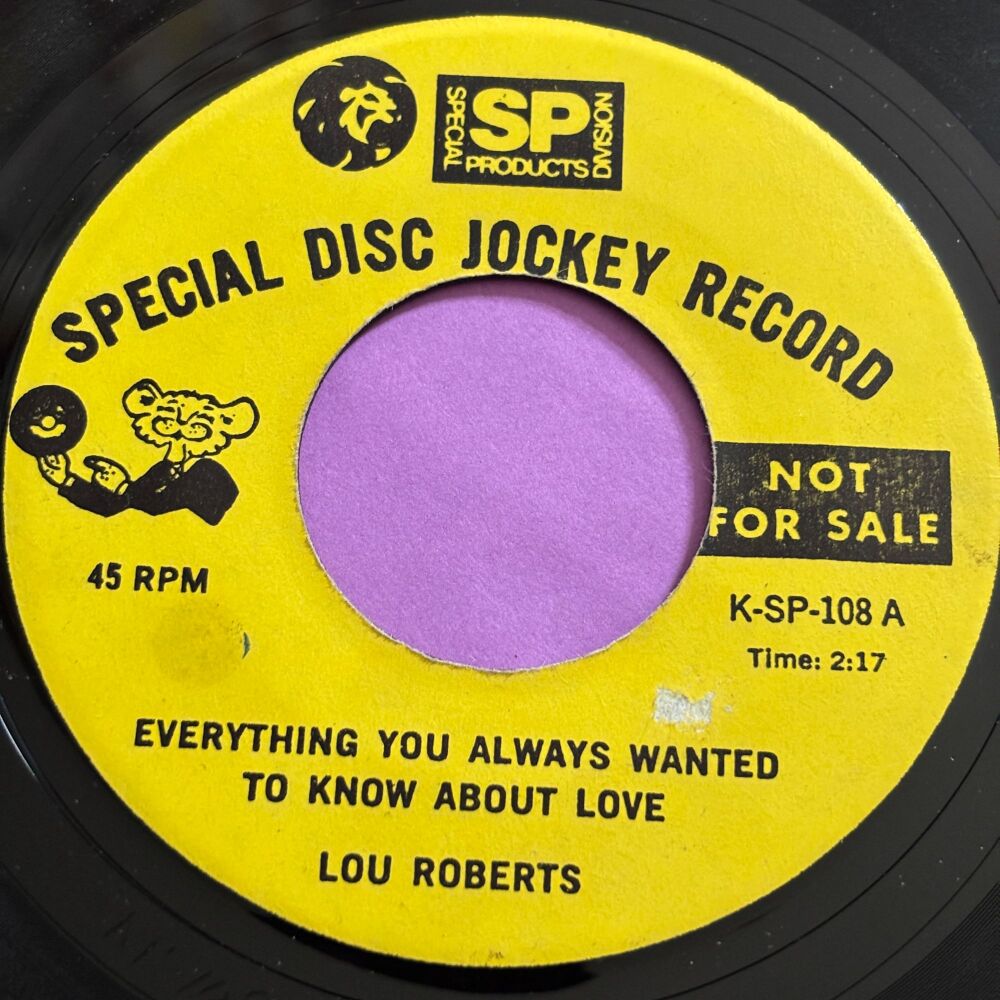 SPECIAL SP PRODUCTS DIVISION
SPECIAL DISC JOCKEY RECORD
NOT
FOR SALE
45 RPM
K-SP-108 A
Time: 2:17
EVERYTHING YOU ALWAYS WANTED
TO KNOW ABOUT LOVE
LOU ROBERTS